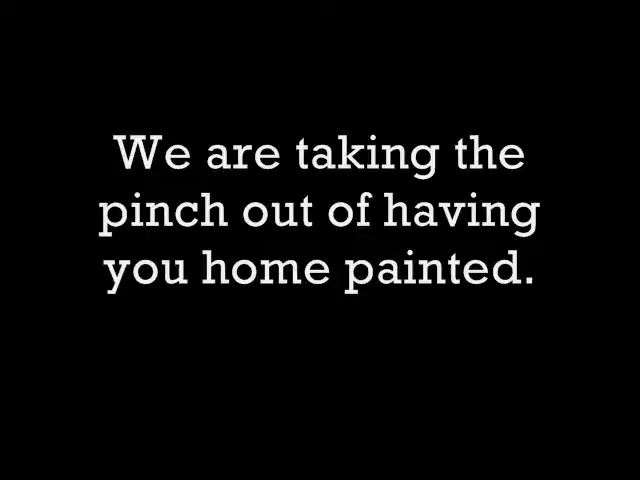 We are taking the
pinch out of having
you home painted.